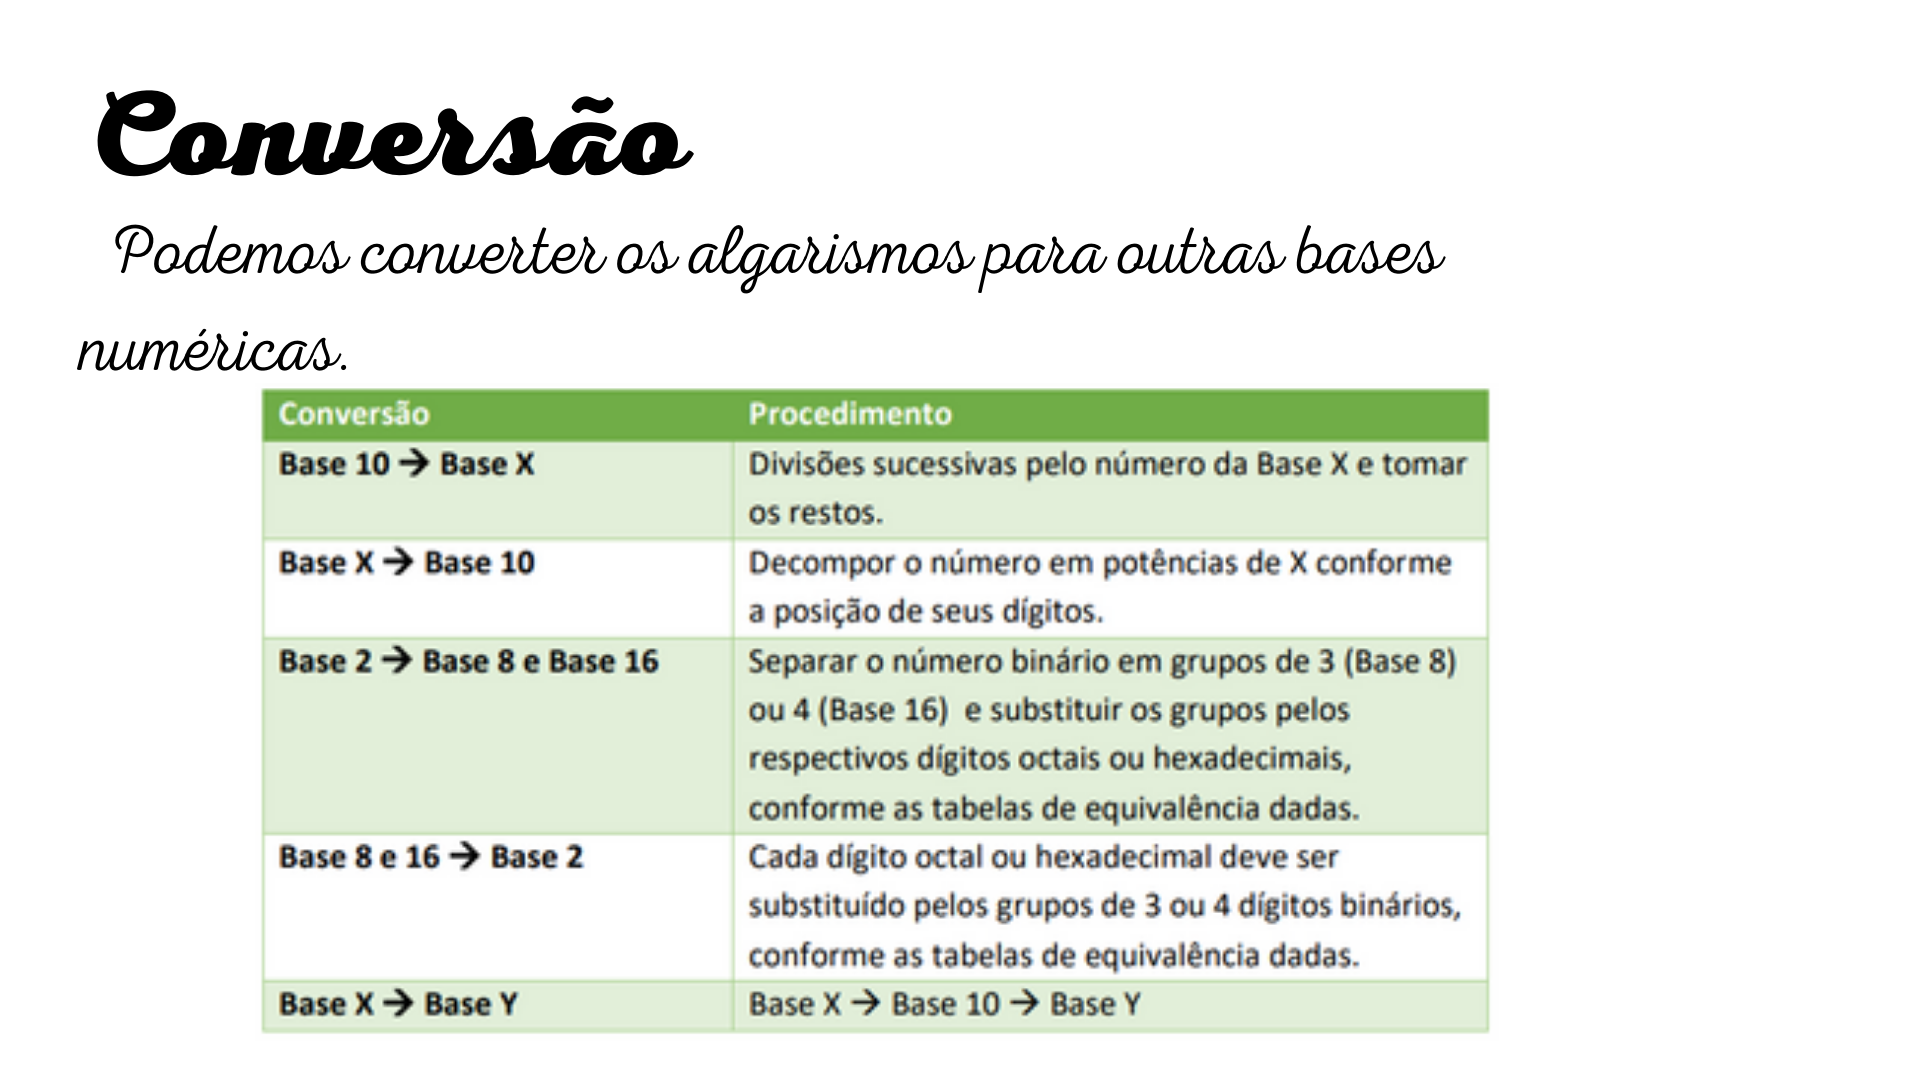 Conversão
Podemos converter os algarismos para outras bases
numéricas.
Conversão Procedimento
Base 10 → Base X Divisões sucessivas pelo número da Base X e tomar
os restos.
Base X → Base 10 Decompor o número em potências de X conforme
a posição de seus dígitos.
Base 2 → Base 8 e Base 16 Separar o número binário em grupos de 3 (Base 8)
ou 4 (Base 16) e substituir os grupos pelos
respectivos dígitos octais ou hexadecimais,
conforme as tabelas de equivalência dadas.
Base 8 e 16 → Base 2 Cada dígito octal ou hexadecimal deve ser
substituído pelos grupos de 3 ou 4 dígitos binários,
conforme as tabelas de equivalência dadas.
Base X → Base Y Base X → Base 10 → Base Y